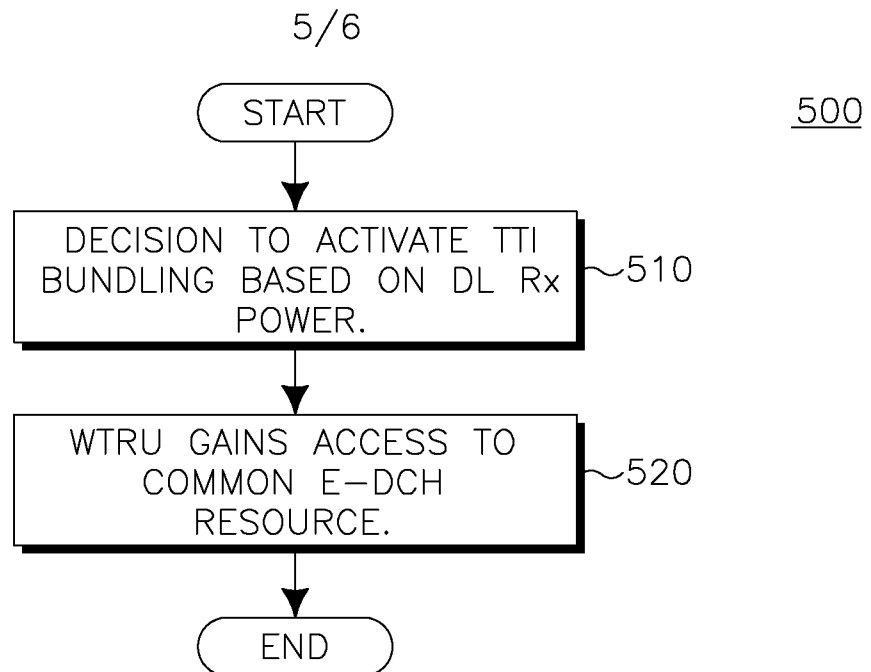 5/6
START
500
DECISION TO ACTIVATE TTI
BUNDLING BASED ON DL Rx
POWER.
510
WTRU GAINS ACCESS TO
COMMON E-DCH
RESOURCE.
520
END